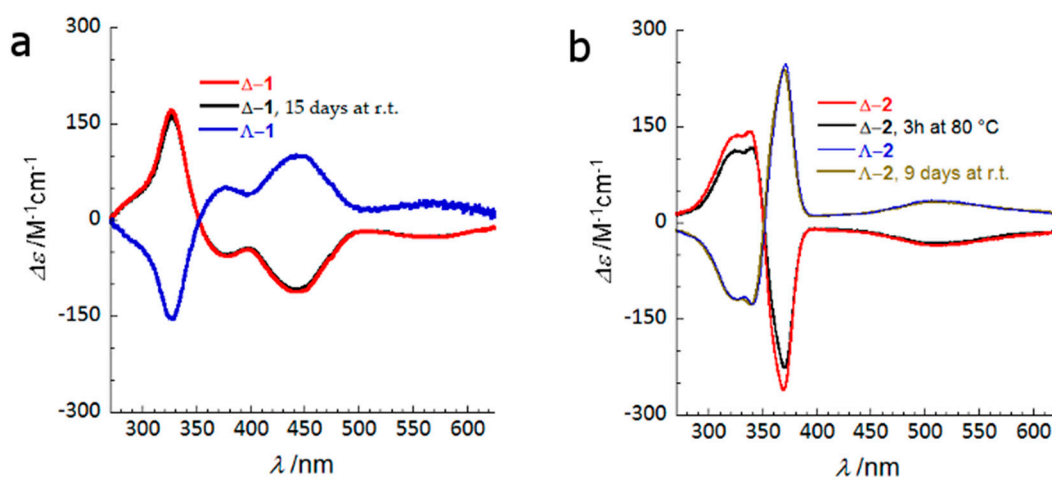 a
300
150
0
-150
-300
Δε /M-1cm-1
Δ–1
Δ–1, 15 days at r.t.
Λ–1
300 350 400 450 500 550 600
λ /nm
b
300
150
0
-150
-300
Δε /M-1cm-1
Δ–2
Δ–2, 3h at 80 °C
Λ–2
Λ–2, 9 days at r.t.
300 350 400 450 500 550 600
λ /nm